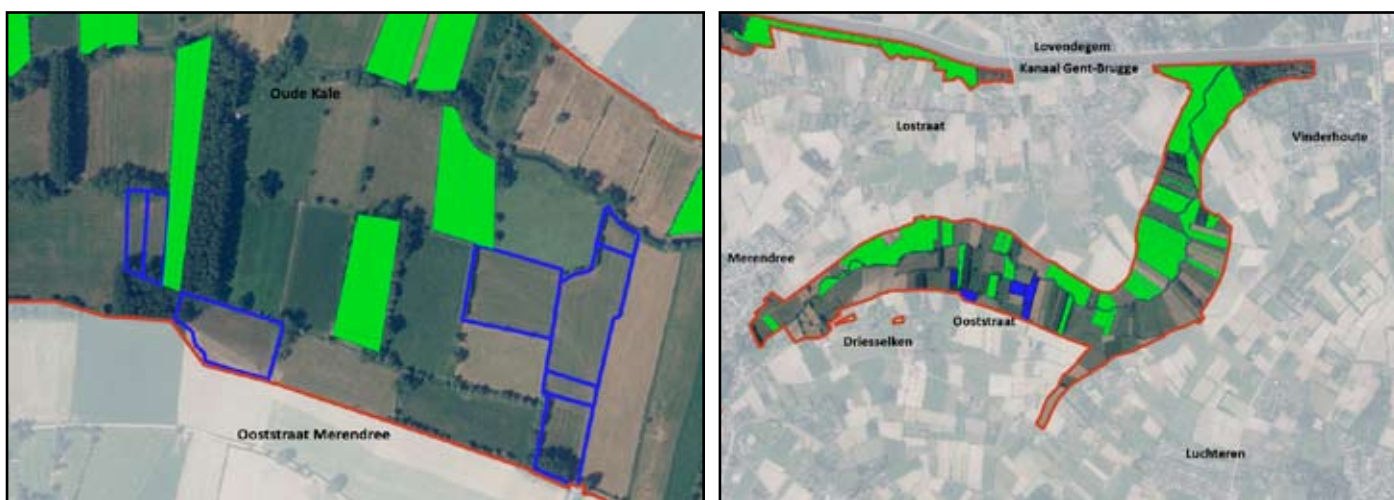 Oude Kale
Ooststraat Merendree
Lovendegem
Kanaal Gent-Brugge
Lostraat
Vinderhoute
Merendree
Ooststraat
Driesselken
Luchteren